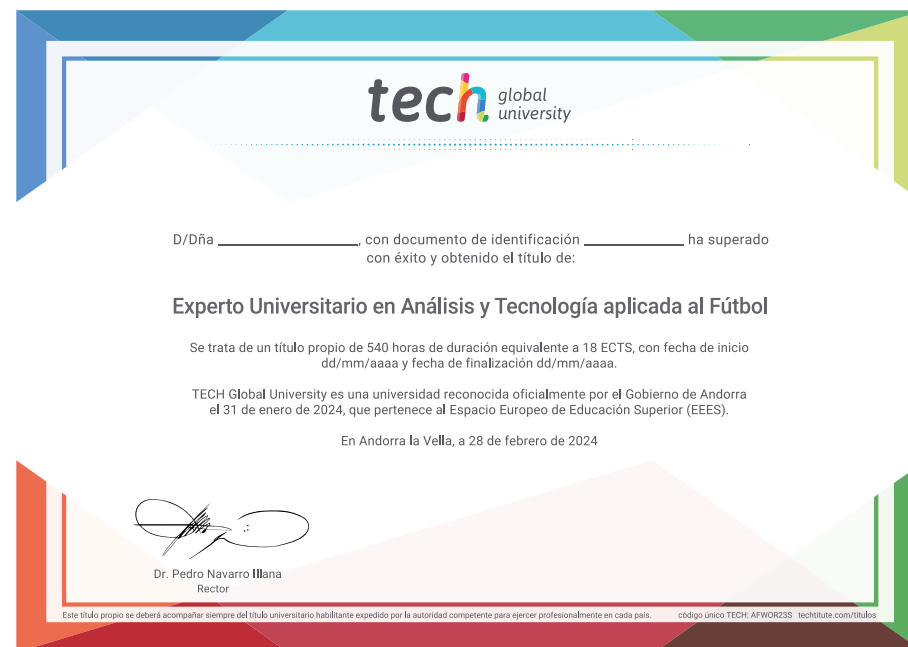 tech global university
D/Dña ____________________, con documento de identificación ______________ ha superado
con éxito y obtenido el título de:
Experto Universitario en Análisis y Tecnología aplicada al Fútbol
Se trata de un título propio de 540 horas de duración equivalente a 18 ECTS, con fecha de inicio
dd/mm/aaaa y fecha de finalización dd/mm/aaaa.
TECH Global University es una universidad reconocida oficialmente por el Gobierno de Andorra
el 31 de enero de 2024, que pertenece al Espacio Europeo de Educación Superior (EEES).
En Andorra la Vella, a 28 de febrero de 2024
Dr. Pedro Navarro Illana
Rector
Este título propio se deberá acompañar siempre del título universitario habilitante expedido por la autoridad competente para ejercer profesionalmente en cada país. código único TECH: AFWOR23S techtitute.com/titulos